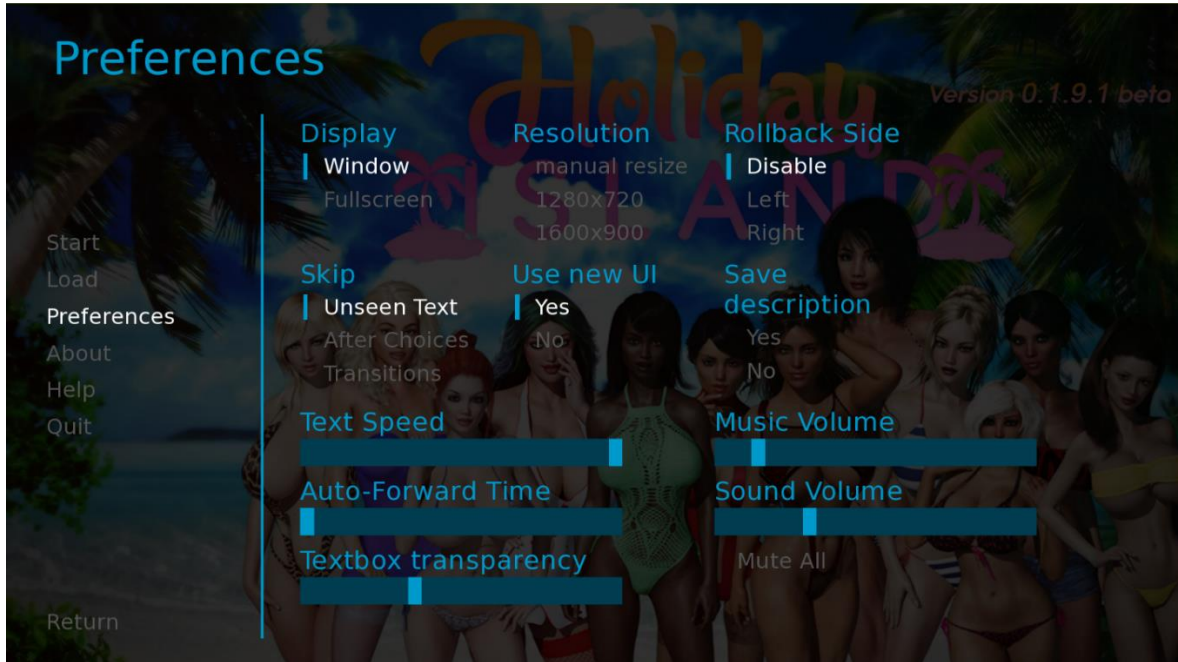 Preferences
Holiday
ISLAND
Version 0.1.9.1 beta
Start
Load
Preferences
About
Help
Quit
Return
Display
Window
Fullscreen
Resolution
manual resize
1280x720
1600x900
Rollback Side
Disable
Left
Right
Skip
Unseen Text
After Choices
Transitions
Use new UI
Yes
No
Save
description
Yes
No
Text Speed
Auto-Forward Time
Textbox transparency
Music Volume
Sound Volume
Mute All